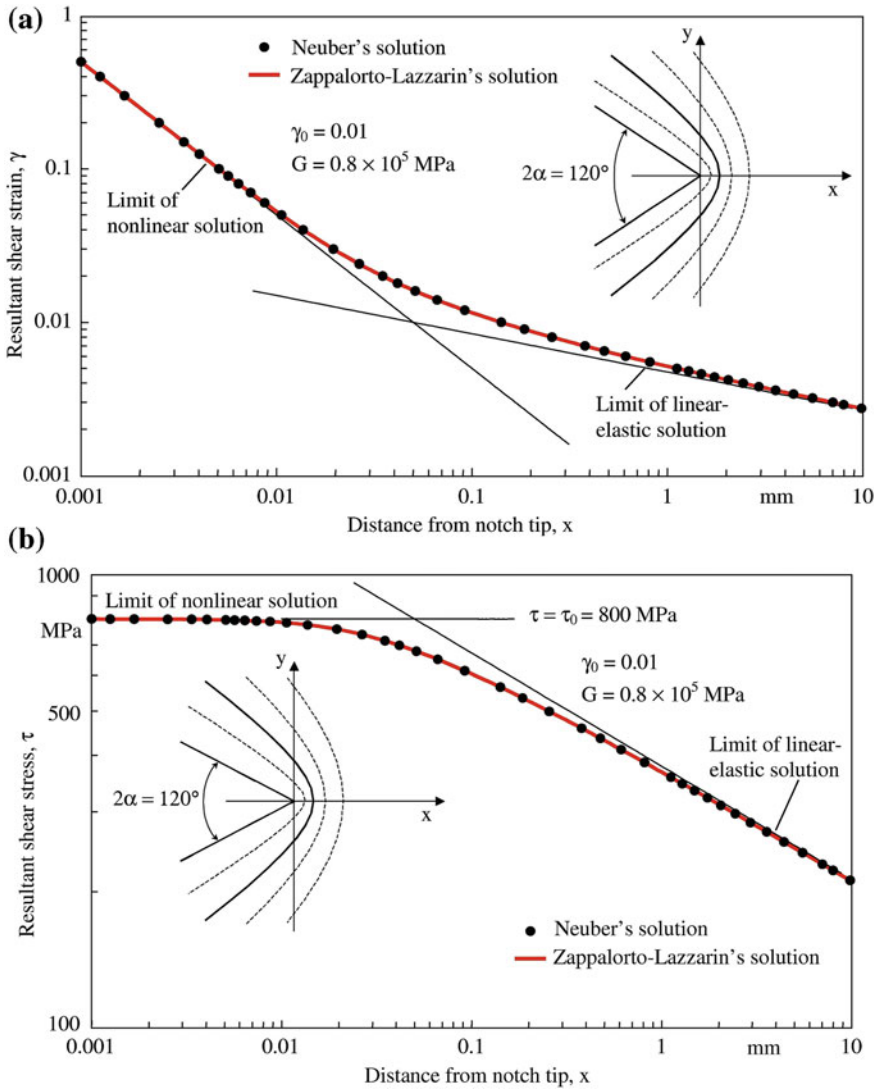 (a)
1
Neuber's solution
Zappalorto-Lazzarin's solution
γ₀ = 0.01
G = 0.8 × 10⁵ MPa
y
x
2α = 120°
0.1
Limit of
nonlinear solution
Resultant shear strain, γ
0.01
Limit of linear-
elastic solution
0.001
0.001
0.01
0.1
1
mm
10
Distance from notch tip, x
(b)
1000
Limit of nonlinear solution
MPa
τ = τ₀ = 800 MPa
γ₀ = 0.01
G = 0.8 × 10⁵ MPa
y
x
2α = 120°
500
Limit of linear-
elastic solution
Resultant shear stress, τ
Neuber's solution
Zappalorto-Lazzarin's solution
100
0.001
0.01
0.1
1
mm
10
Distance from notch tip, x